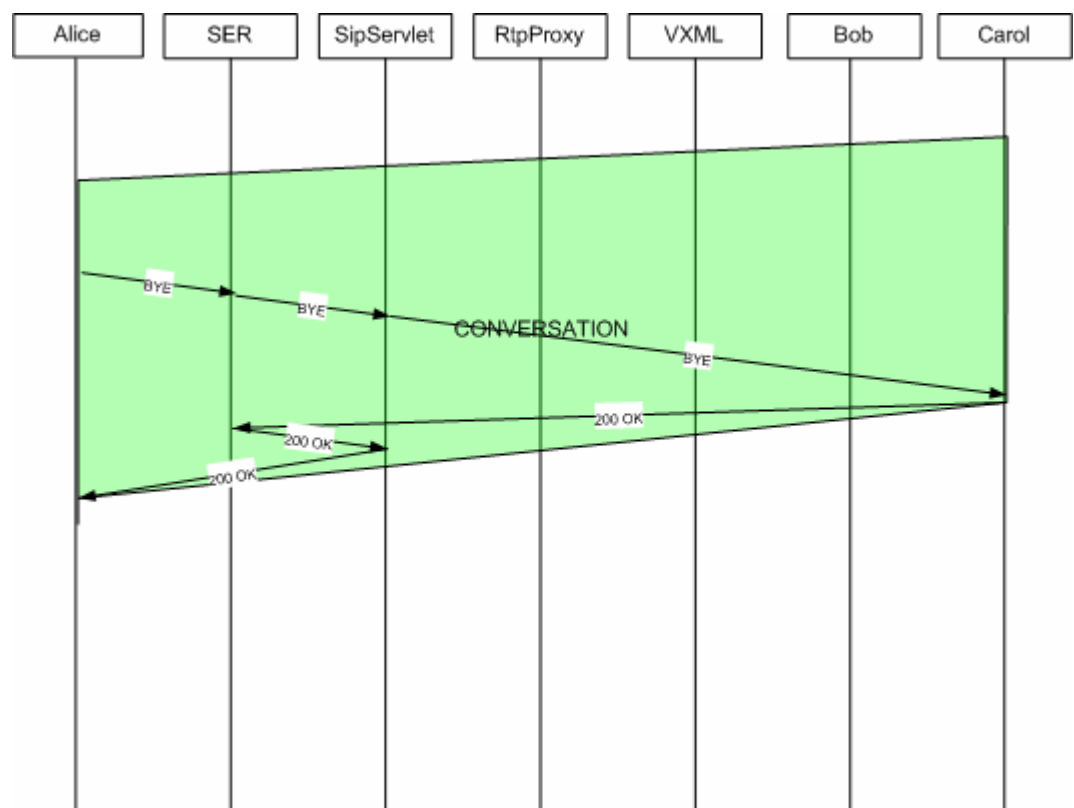 Alice
SER
SipServlet
RtpProxy
VXML
Bob
Carol
BYE
BYE
CONVERSATION
BYE
200 OK
200 OK
200 OK